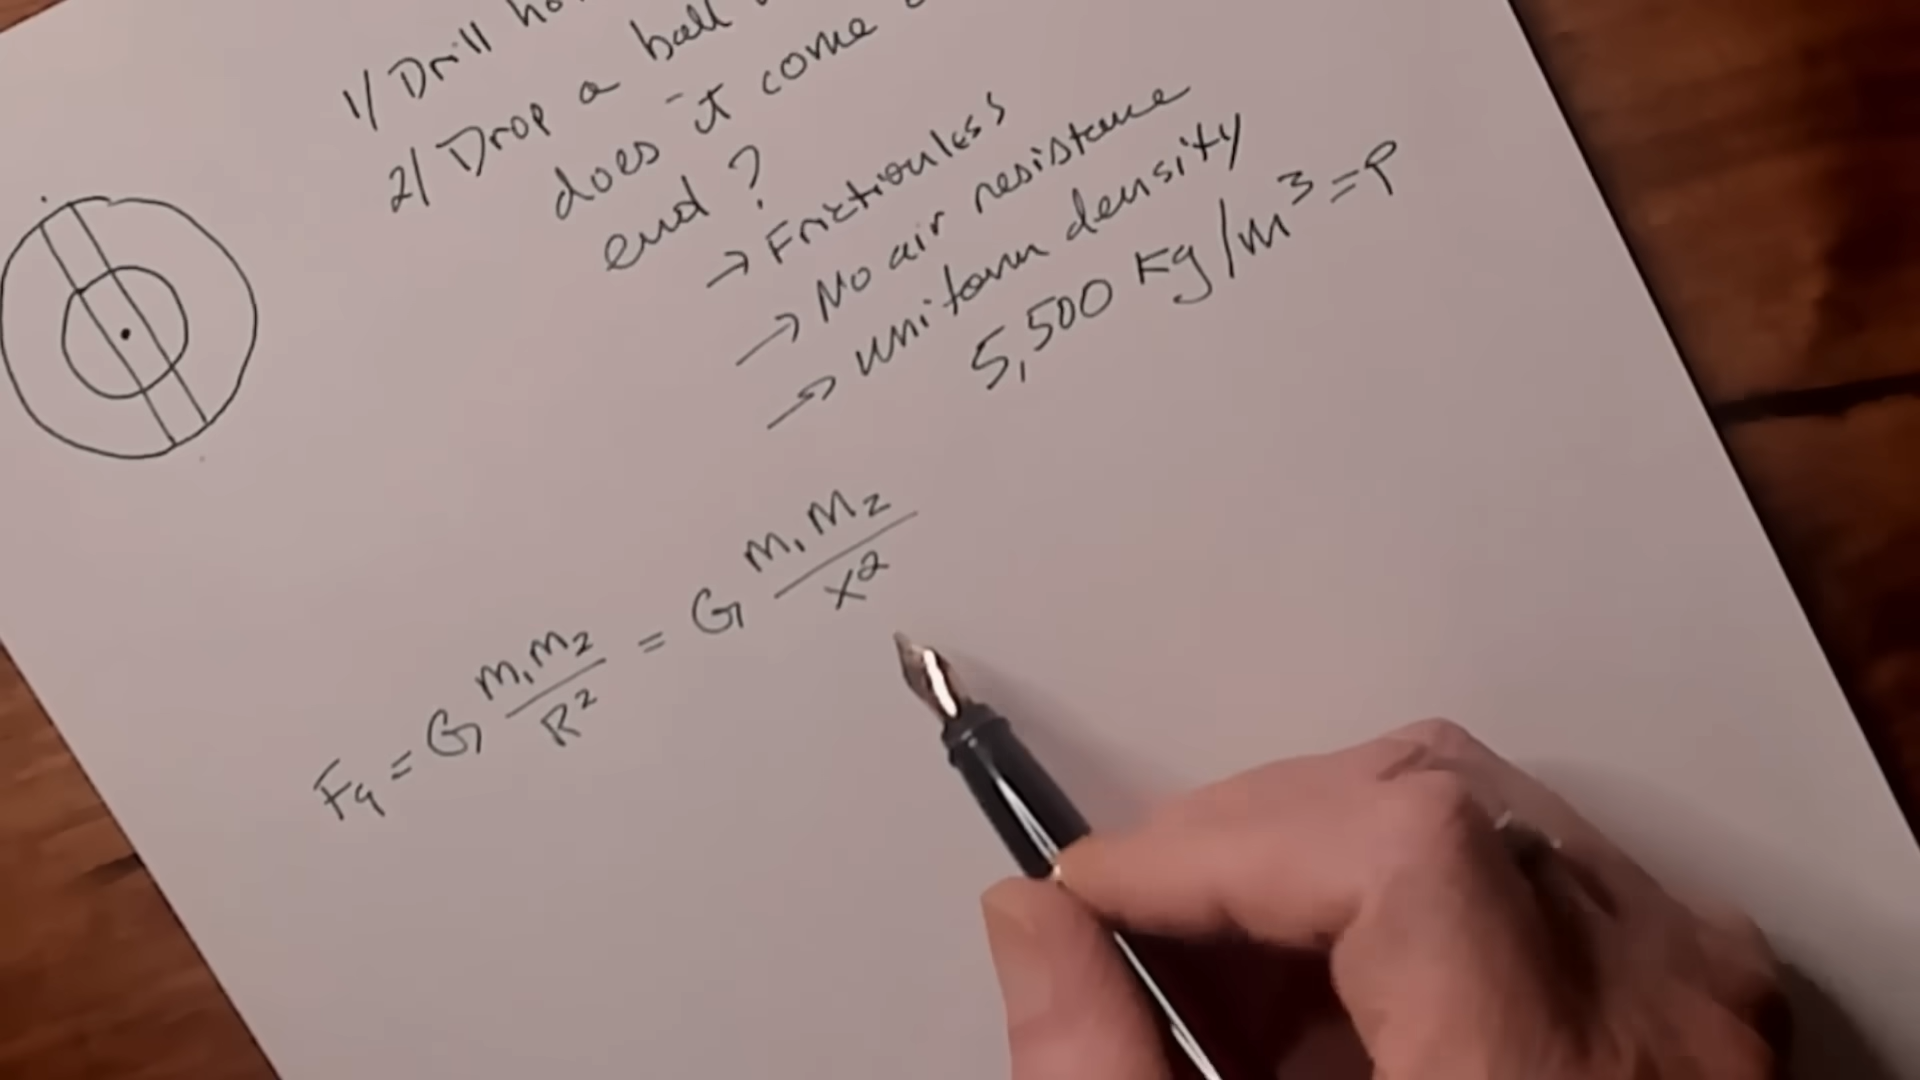 1/ Drill
2/ Drop a ball
does it come
end?
→ Frictionless
→ No air resistance
→ uniform density
5,500 Kg/m³ = ρ
Fg = G m₁m₂/R² = G m₁m₂/x²